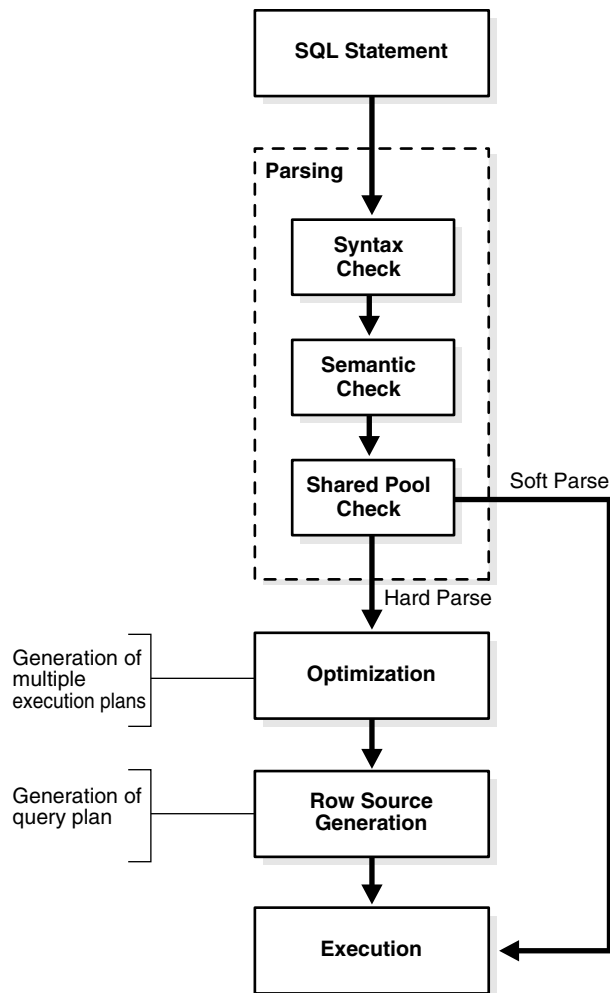 SQL Statement
Parsing
Syntax
Check
Semantic
Check
Shared Pool
Check
Soft Parse
Hard Parse
Generation of
multiple
execution plans
Optimization
Generation of
query plan
Row Source
Generation
Execution